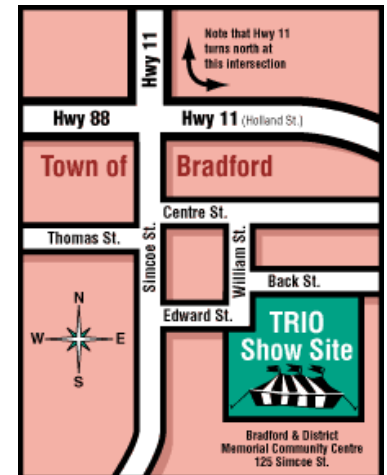 Note that Hwy 11
turns north at
this intersection
Hwy 11
Hwy 88
Hwy 11 (Holland St.)
Town of Bradford
Centre St.
Thomas St.
Simcoe St.
William St.
Back St.
N
W E
S
Edward St.
TRIO
Show Site
Bradford & District
Memorial Community Centre
125 Simcoe St.